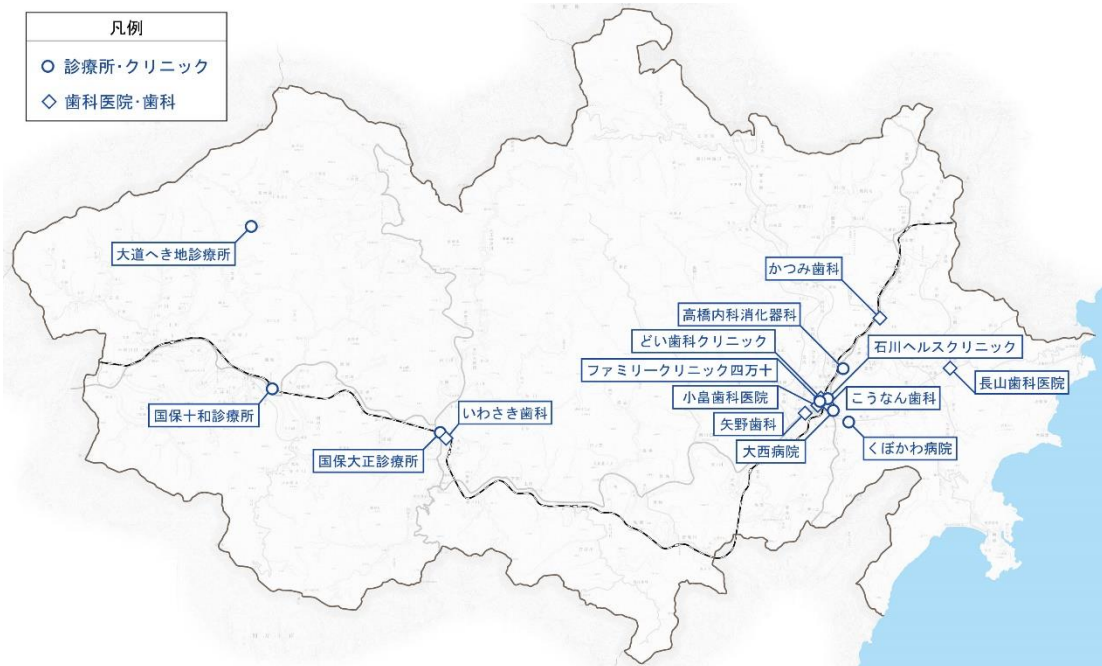 凡例
診療所・クリニック
歯科医院・歯科
大道へき地診療所
かつみ歯科
高橋内科消化器科
どい歯科クリニック
石川ヘルスクリニック
ファミリークリニック四万十
長山歯科医院
小畠歯科医院
こうなん歯科
国保十和診療所
いわさき歯科
矢野歯科
大西病院
くぼかわ病院
国保大正診療所